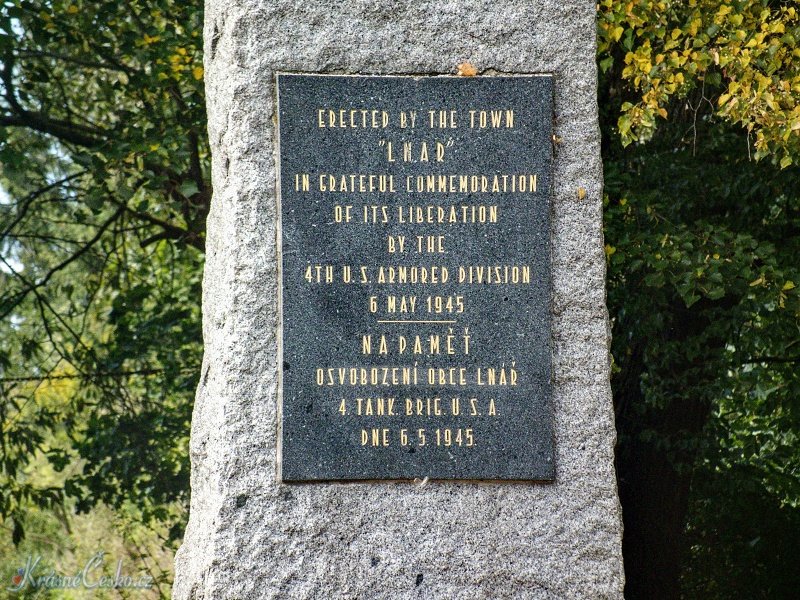 ERECTED BY THE TOWN
"LNÁŘ"
IN GRATEFUL COMMEMORATION
OF ITS LIBERATION
BY THE
4TH U.S. ARMORED DIVISION
6 MAY 1945
NA PAMĚŤ
OSVOBOZENÍ OBCE LNÁŘ
4. TANK. BRIG. U.S.A.
DNE 6.5.1945.
KrásnéČesko.cz